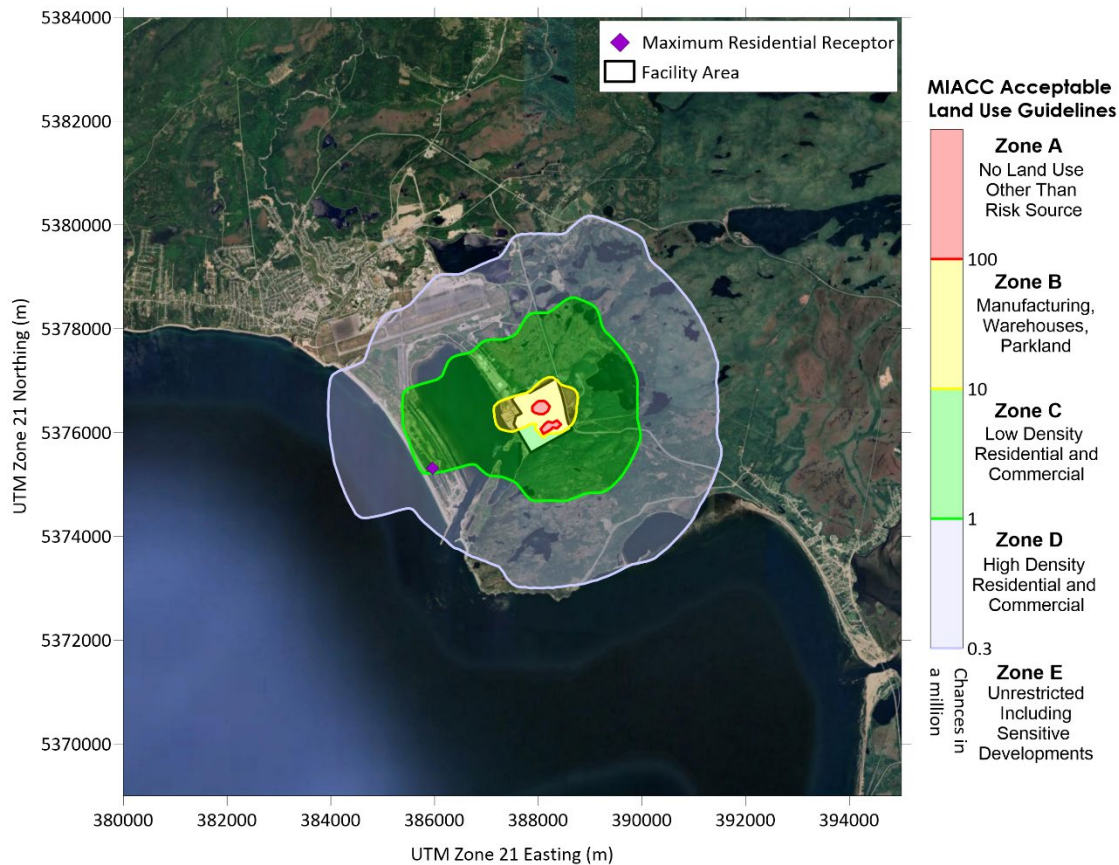 Maximum Residential Receptor
Facility Area
MIACC Acceptable
Land Use Guidelines
Zone A
No Land Use
Other Than
Risk Source
100
Zone B
Manufacturing,
Warehouses,
Parkland
10
Zone C
Low Density
Residential and
Commercial
1
Zone D
High Density
Residential and
Commercial
0.3
Chances in
a million
Zone E
Unrestricted
Including
Sensitive
Developments
UTM Zone 21 Northing (m)
5384000
5382000
5380000
5378000
5376000
5374000
5372000
5370000
380000
382000
384000
386000
388000
390000
392000
394000
UTM Zone 21 Easting (m)